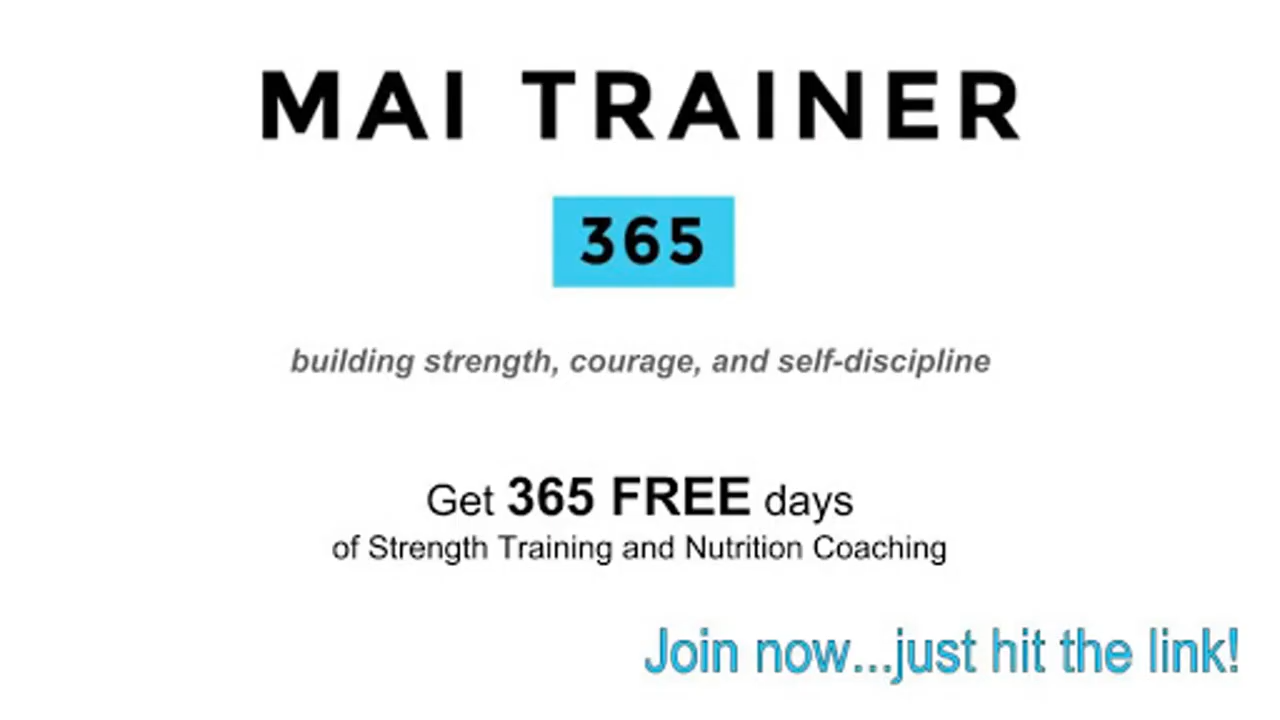 MAI TRAINER
365
building strength, courage, and self-discipline
Get 365 FREE days
of Strength Training and Nutrition Coaching
Join now...just hit the link!